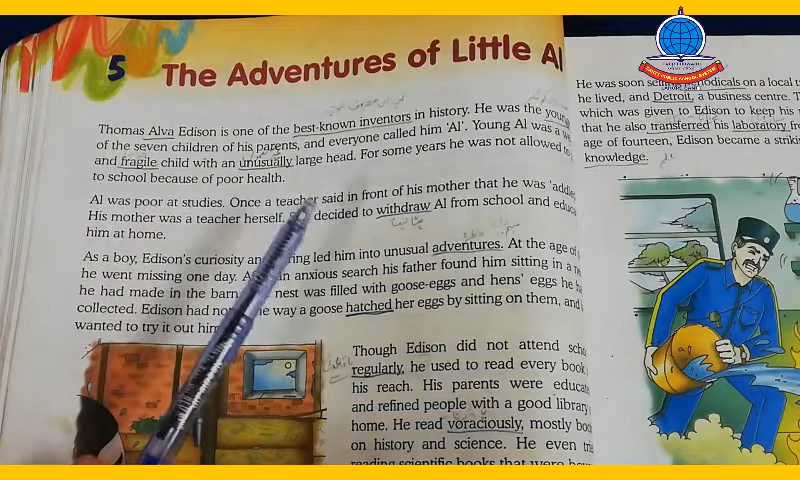 5
The Adventures of Little Al
Thomas Alva Edison is one of the best-known inventors in history. He was the
of the seven children of his parents, and everyone called him 'Al'. Young Al was a
and fragile child with an unusually large head. For some years he was not allowed
to school because of poor health.
Al was poor at studies. Once a teacher said in front of his mother that he was
His mother was a teacher herself. decided to withdraw Al from school and
him at home.
As a boy, Edison's curiosity led him into unusual adventures. At the age of
he went missing one day. anxious search his father found him sitting in a
he had made in the barn. nest was filled with goose-eggs and hens' eggs he
collected. Edison had way a goose hatched her eggs by sitting on them, and
wanted to try it out
Though Edison did not attend
regularly, he used to read every book
his reach. His parents were
and refined people with a good library
home. He read voraciously, mostly
on history and science. He even
reading scientific books that were
He was soon on a local
he lived, and Detroit, a business centre.
which was given to Edison to keep his
that he also transferred his laboratory
age of fourteen, Edison became a
knowledge.